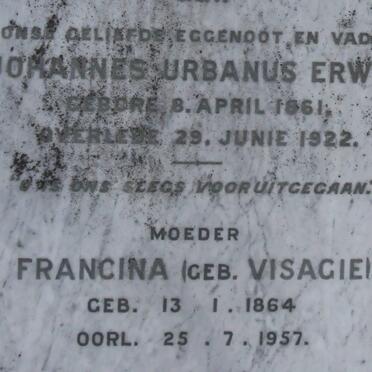 ONSE GELIEFDE EGGENOOT EN VAD
JOHANNES URBANUS ERW
GEBORE 8. APRIL 1861.
OVERLEDE 29. JUNIE 1922.
ONS SLEGS VOORUITGEGAAN.
MOEDER
FRANCINA (GEB. VISAGIE)
GEB. 13 1. 1864
OORL. 25. 7. 1957.